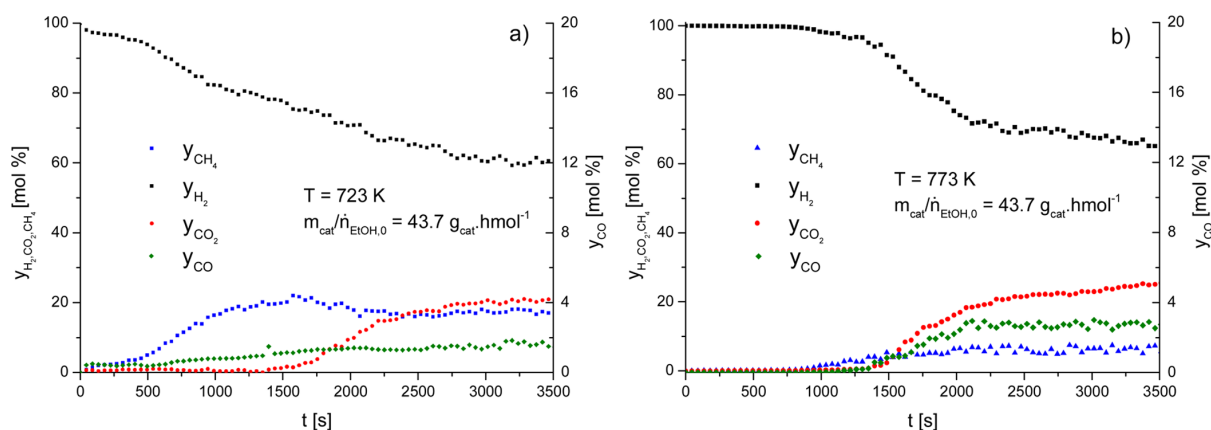 a)
100
80
60
40
20
0
y_H2,CO2,CH4 [mol %]
20
16
12
8
4
0
y_CO [mol %]
y_CH4
y_H2
y_CO2
y_CO
T = 723 K
m_cat/ṅ_EtOH,0 = 43.7 g_cat.hmol⁻¹
0 500 1000 1500 2000 2500 3000 3500
t [s]
b)
100
80
60
40
20
0
y_H2,CO2,CH4 [mol %]
20
16
12
8
4
0
y_CO [mol %]
y_CH4
y_H2
y_CO2
y_CO
T = 773 K
m_cat/ṅ_EtOH,0 = 43.7 g_cat.hmol⁻¹
0 500 1000 1500 2000 2500 3000 3500
t [s]